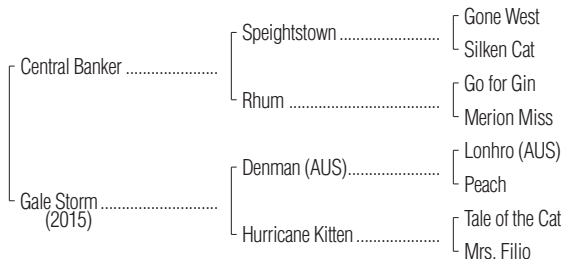 Gone West
Speightstown
Silken Cat
Central Banker
Go for Gin
Rhum
Merion Miss
Lonhro (AUS)
Denman (AUS)
Peach
Gale Storm
(2015)
Tale of the Cat
Hurricane Kitten
Mrs. Filio